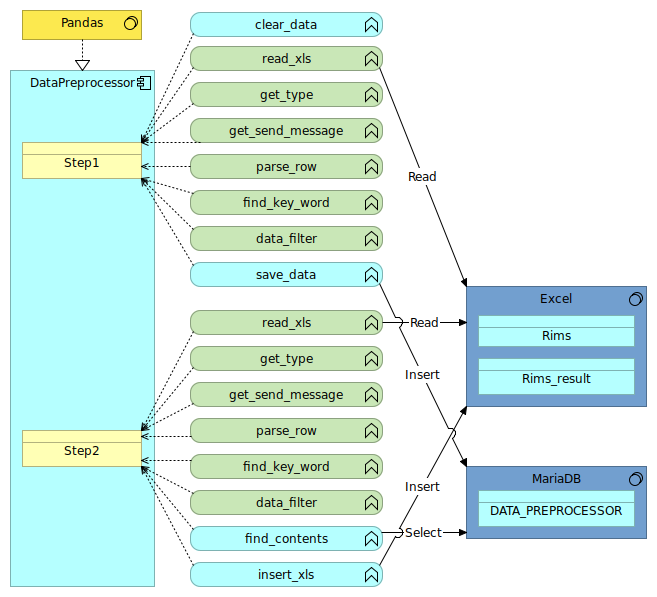 Pandas
DataPreprocessor
Step1
Step2
clear_data
read_xls
get_type
get_send_message
parse_row
find_key_word
data_filter
save_data
read_xls
get_type
get_send_message
parse_row
find_key_word
data_filter
find_contents
insert_xls
Read
Read
Insert
Insert
Select
Excel
Rims
Rims_result
MariaDB
DATA_PREPROCESSOR